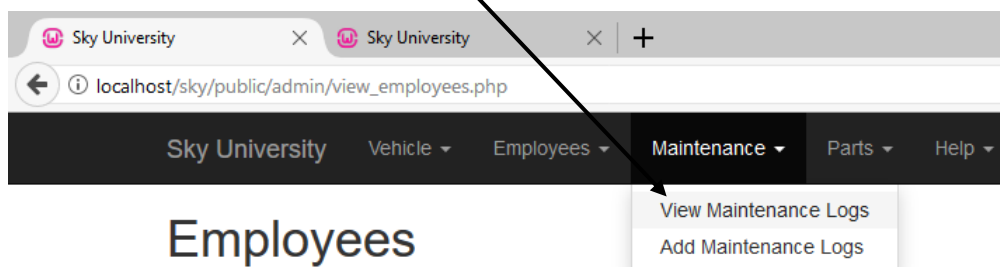 Sky University Sky University
localhost/sky/public/admin/view_employees.php
Sky University Vehicle Employees Maintenance Parts Help
View Maintenance Logs
Employees
Add Maintenance Logs